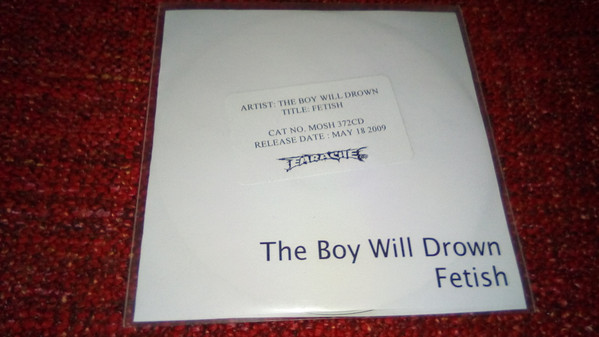 ARTIST: THE BOY WILL DROWN
TITLE: FETISH
CAT NO. MOSH 372CD
RELEASE DATE : MAY 18 2009
EARACHE
The Boy Will Drown
Fetish